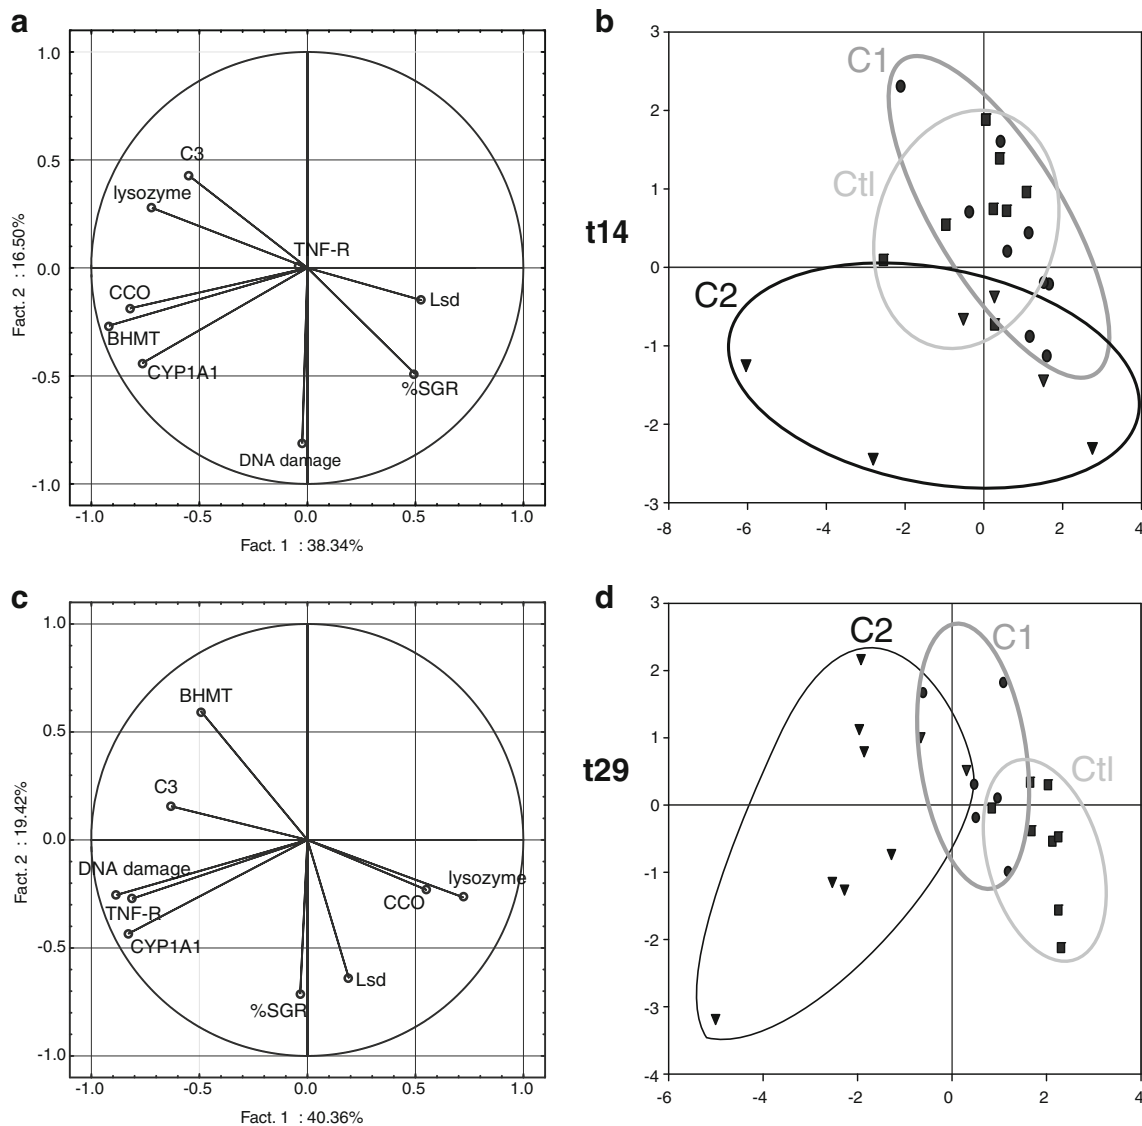 a
1.0
0.5
0.0
-0.5
-1.0
Fact. 2 : 16.50%
C3
lysozyme
TNF-R
CCO
Lsd
BHMT
CYP1A1
%SGR
DNA damage
-1.0 -0.5 0.0 0.5 1.0
Fact. 1 : 38.34%
b
3
2
1
0
-1
-2
-3
C1
Ctl
t14
C2
-8 -6 -4 -2 0 2 4
c
1.0
0.5
0.0
-0.5
-1.0
Fact. 2 : 19.42%
BHMT
C3
DNA damage
lysozyme
TNF-R
CCO
CYP1A1
Lsd
%SGR
-1.0 -0.5 0.0 0.5 1.0
Fact. 1 : 40.36%
d
3
2
1
0
-1
-2
-3
-4
C2
C1
t29
Ctl
-6 -4 -2 0 2 4